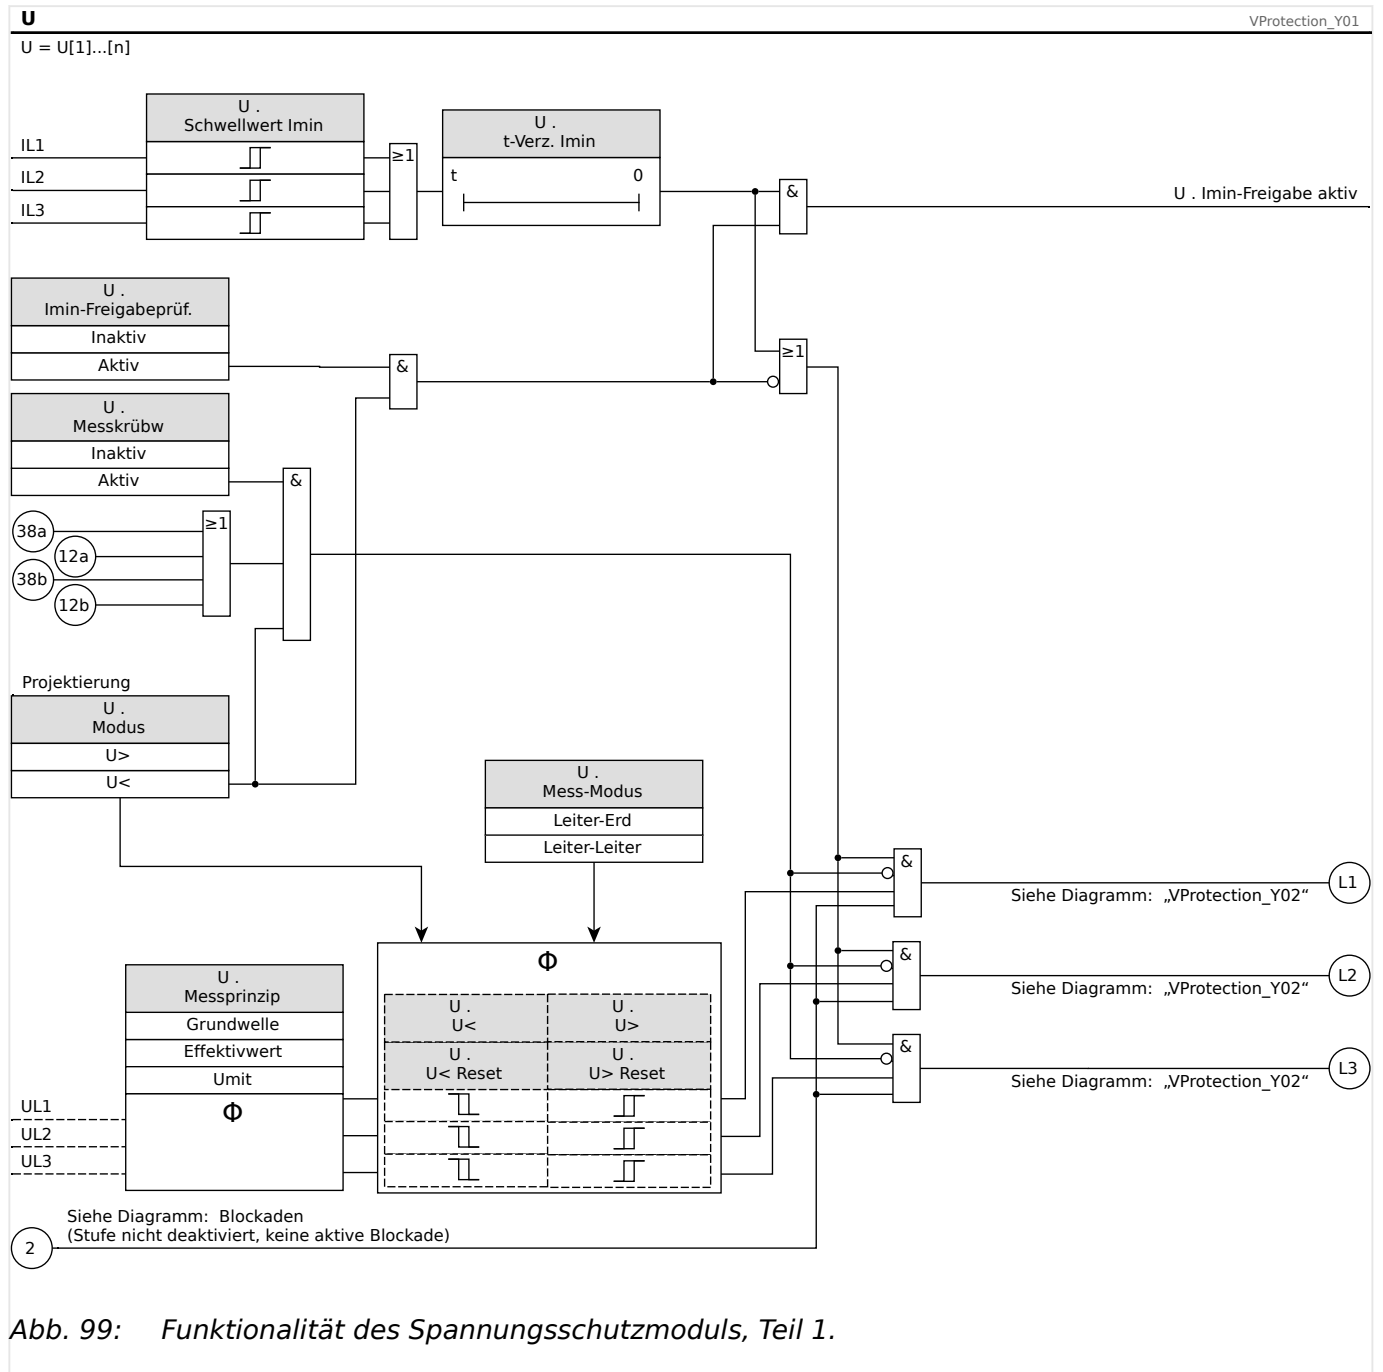 U
VProtection_Y01
U = U[1]...[n]
U .
Schwellwert Imin
IL1
IL2
IL3
≥1
U .
t-Verz. Imin
t
0
&
U . Imin-Freigabe aktiv
U .
Imin-Freigabeprüf.
Inaktiv
Aktiv
&
≥1
U .
Messkrübw
Inaktiv
Aktiv
&
38a
12a
38b
12b
≥1
Projektierung
U .
Modus
U>
U<
U .
Mess-Modus
Leiter-Erd
Leiter-Leiter
&
L1
Siehe Diagramm: „VProtection_Y02“
&
L2
Siehe Diagramm: „VProtection_Y02“
&
L3
Siehe Diagramm: „VProtection_Y02“
U .
Messprinzip
Grundwelle
Effektivwert
Umit
Φ
UL1
UL2
UL3
Φ
U .
U<
U .
U>
U .
U< Reset
U .
U> Reset
Siehe Diagramm: Blockaden
(Stufe nicht deaktiviert, keine aktive Blockade)
2
Abb. 99: Funktionalität des Spannungsschutzmoduls, Teil 1.